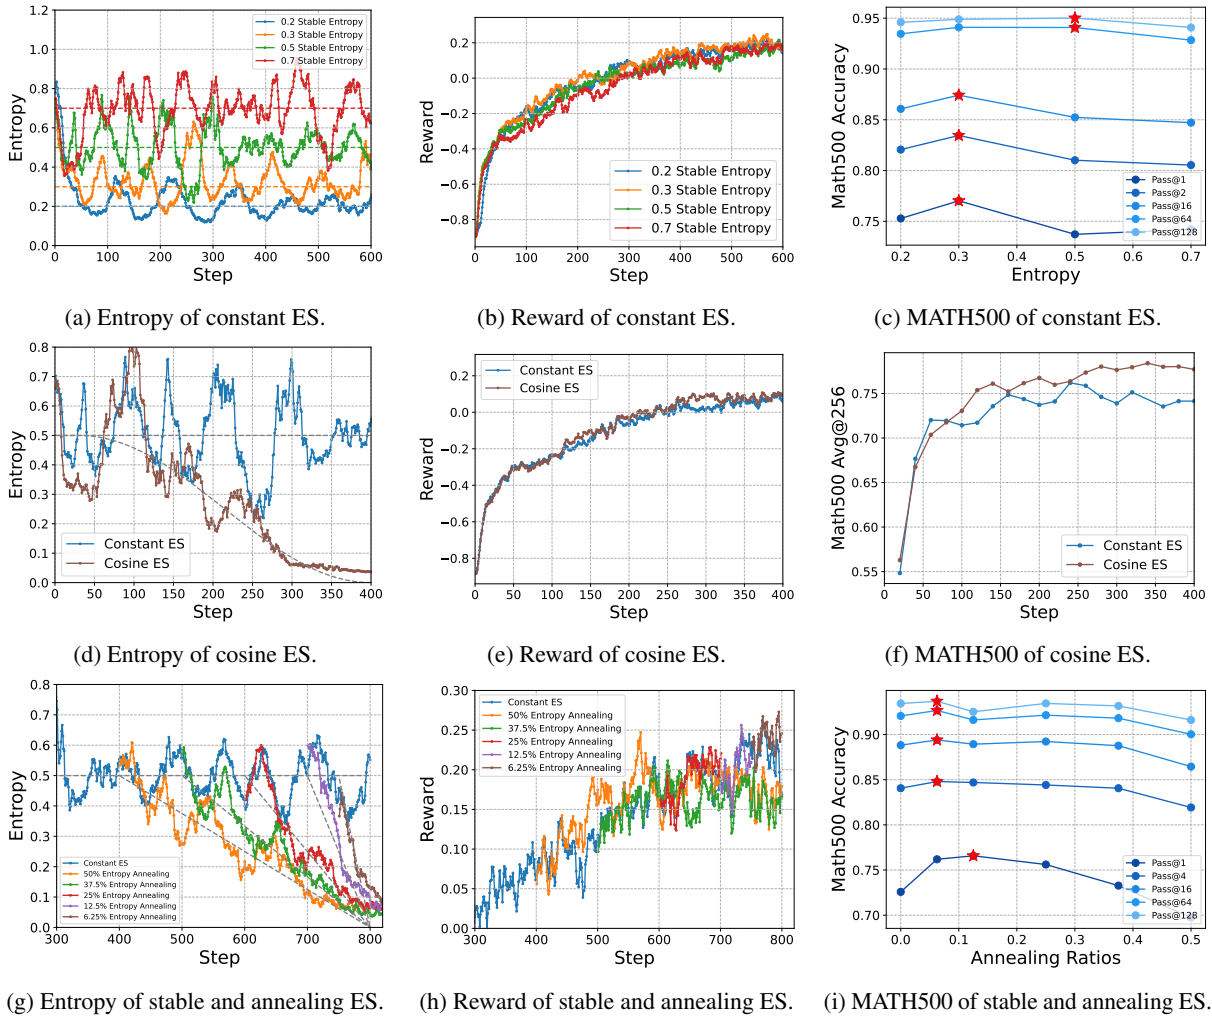 1.2
1.0
0.8
0.6
0.4
0.2
0.0
Entropy
0.2 Stable Entropy
0.3 Stable Entropy
0.5 Stable Entropy
0.7 Stable Entropy
0 100 200 300 400 500 600
Step
(a) Entropy of constant ES.
0.2
0.0
−0.2
−0.4
−0.6
−0.8
Reward
0.2 Stable Entropy
0.3 Stable Entropy
0.5 Stable Entropy
0.7 Stable Entropy
0 100 200 300 400 500 600
Step
(b) Reward of constant ES.
0.95
0.90
0.85
0.80
0.75
Math500 Accuracy
Pass@1
Pass@2
Pass@16
Pass@64
Pass@128
0.2 0.3 0.4 0.5 0.6 0.7
Entropy
(c) MATH500 of constant ES.
0.8
0.7
0.6
0.5
0.4
0.3
0.2
0.1
0.0
Entropy
Constant ES
Cosine ES
0 50 100 150 200 250 300 350 400
Step
(d) Entropy of cosine ES.
0.2
0.0
−0.2
−0.4
−0.6
−0.8
Reward
Constant ES
Cosine ES
0 50 100 150 200 250 300 350 400
Step
(e) Reward of cosine ES.
0.75
0.70
0.65
0.60
0.55
Math500 Avg@256
Constant ES
Cosine ES
0 50 100 150 200 250 300 350 400
Step
(f) MATH500 of cosine ES.
0.8
0.7
0.6
0.5
0.4
0.3
0.2
0.1
0.0
Entropy
Constant ES
50% Entropy Annealing
37.5% Entropy Annealing
25% Entropy Annealing
12.5% Entropy Annealing
6.25% Entropy Annealing
300 400 500 600 700 800
Step
(g) Entropy of stable and annealing ES.
0.30
0.25
0.20
0.15
0.10
0.05
0.00
Reward
Constant ES
50% Entropy Annealing
37.5% Entropy Annealing
25% Entropy Annealing
12.5% Entropy Annealing
6.25% Entropy Annealing
300 400 500 600 700 800
Step
(h) Reward of stable and annealing ES.
0.90
0.85
0.80
0.75
0.70
Math500 Accuracy
Pass@1
Pass@4
Pass@16
Pass@64
Pass@128
0.0 0.1 0.2 0.3 0.4 0.5
Annealing Ratios
(i) MATH500 of stable and annealing ES.